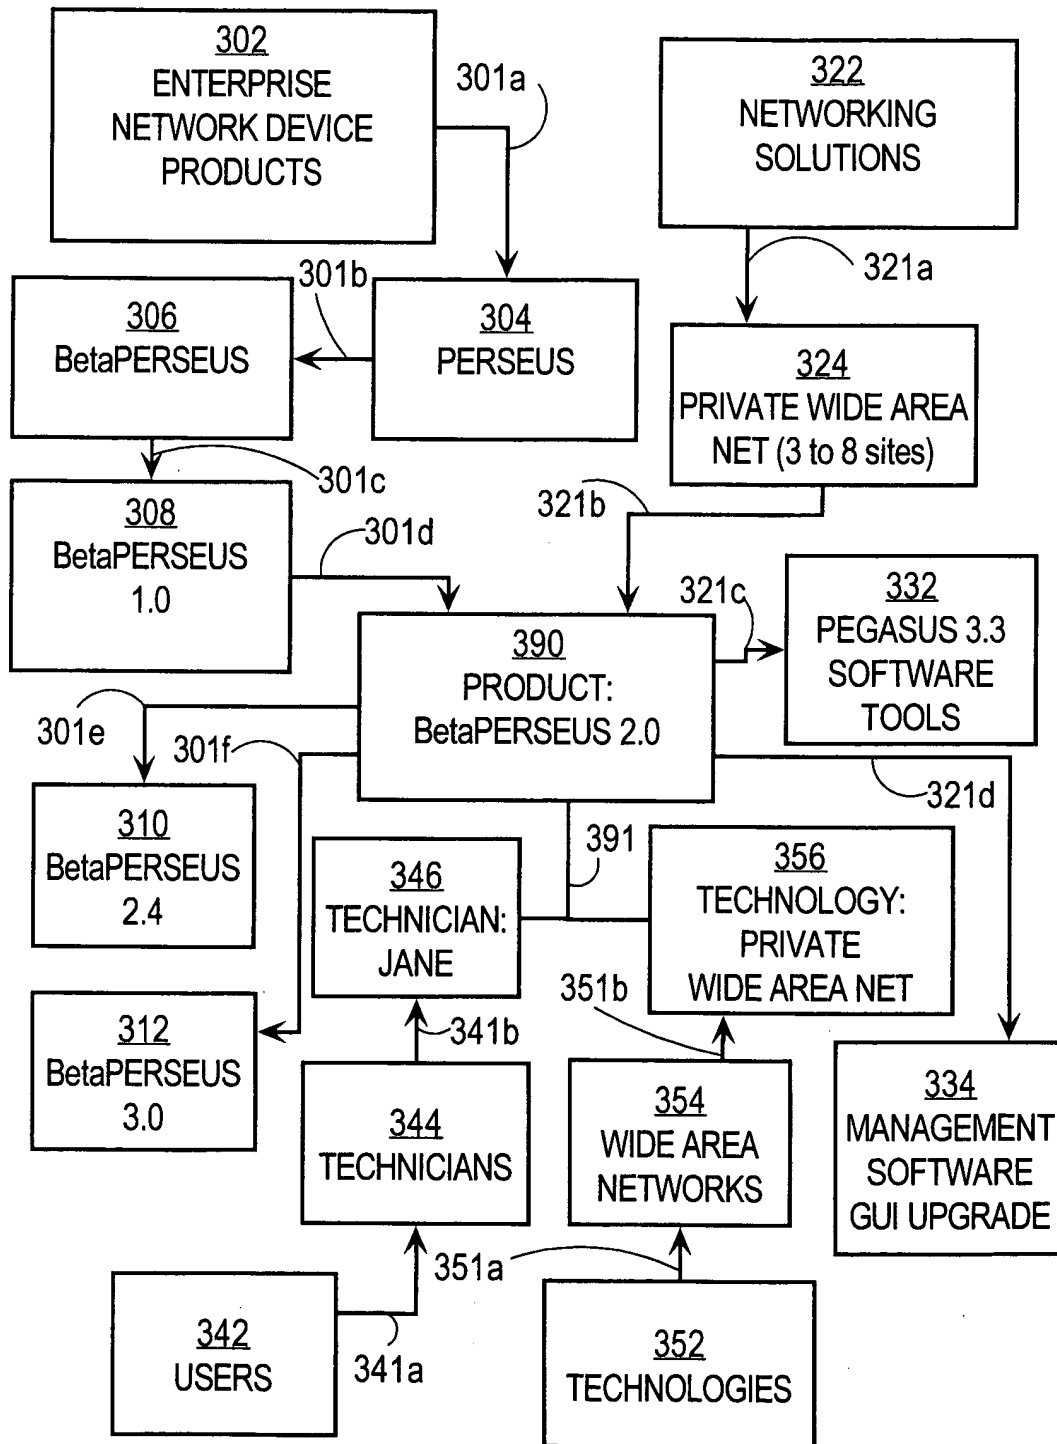 302
ENTERPRISE
NETWORK DEVICE
PRODUCTS
301a
322
NETWORKING
SOLUTIONS
321a
301b
306
BetaPERSEUS
304
PERSEUS
324
PRIVATE WIDE AREA
NET (3 to 8 sites)
301c
308
BetaPERSEUS
1.0
301d
321b
321c
332
PEGASUS 3.3
SOFTWARE
TOOLS
390
PRODUCT:
BetaPERSEUS 2.0
301e
301f
321d
310
BetaPERSEUS
2.4
391
346
TECHNICIAN:
JANE
356
TECHNOLOGY:
PRIVATE
WIDE AREA NET
312
BetaPERSEUS
3.0
341b
351b
344
TECHNICIANS
354
WIDE AREA
NETWORKS
334
MANAGEMENT
SOFTWARE
GUI UPGRADE
351a
342
USERS
341a
352
TECHNOLOGIES